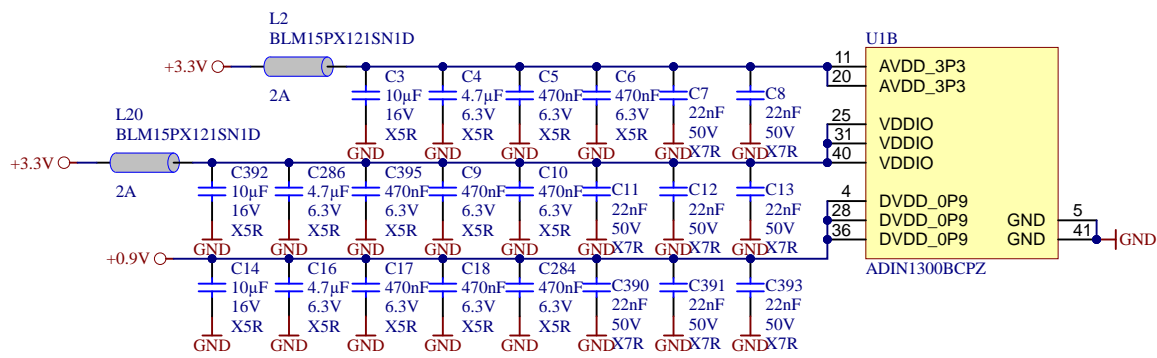 L2
BLM15PX121SN1D
+3.3V
2A
C3
10µF
16V
X5R
GND
C4
4.7µF
6.3V
X5R
GND
C5
470nF
6.3V
X5R
GND
C6
470nF
6.3V
X5R
GND
C7
22nF
50V
X7R
GND
C8
22nF
50V
X7R
GND
U1B
11 AVDD_3P3
20 AVDD_3P3
25 VDDIO
31 VDDIO
40 VDDIO
4 DVDD_0P9
28 DVDD_0P9
36 DVDD_0P9
GND 5
GND 41
GND
ADIN1300BCPZ
L20
BLM15PX121SN1D
+3.3V
2A
C392
10µF
16V
X5R
GND
C286
4.7µF
6.3V
X5R
GND
C395
470nF
6.3V
X5R
GND
C9
470nF
6.3V
X5R
GND
C10
470nF
6.3V
X5R
GND
C11
22nF
50V
X7R
GND
C12
22nF
50V
X7R
GND
C13
22nF
50V
X7R
GND
+0.9V
C14
10µF
16V
X5R
GND
C16
4.7µF
6.3V
X5R
GND
C17
470nF
6.3V
X5R
GND
C18
470nF
6.3V
X5R
GND
C284
470nF
6.3V
X5R
GND
C390
22nF
50V
X7R
GND
C391
22nF
50V
X7R
GND
C393
22nF
50V
X7R
GND